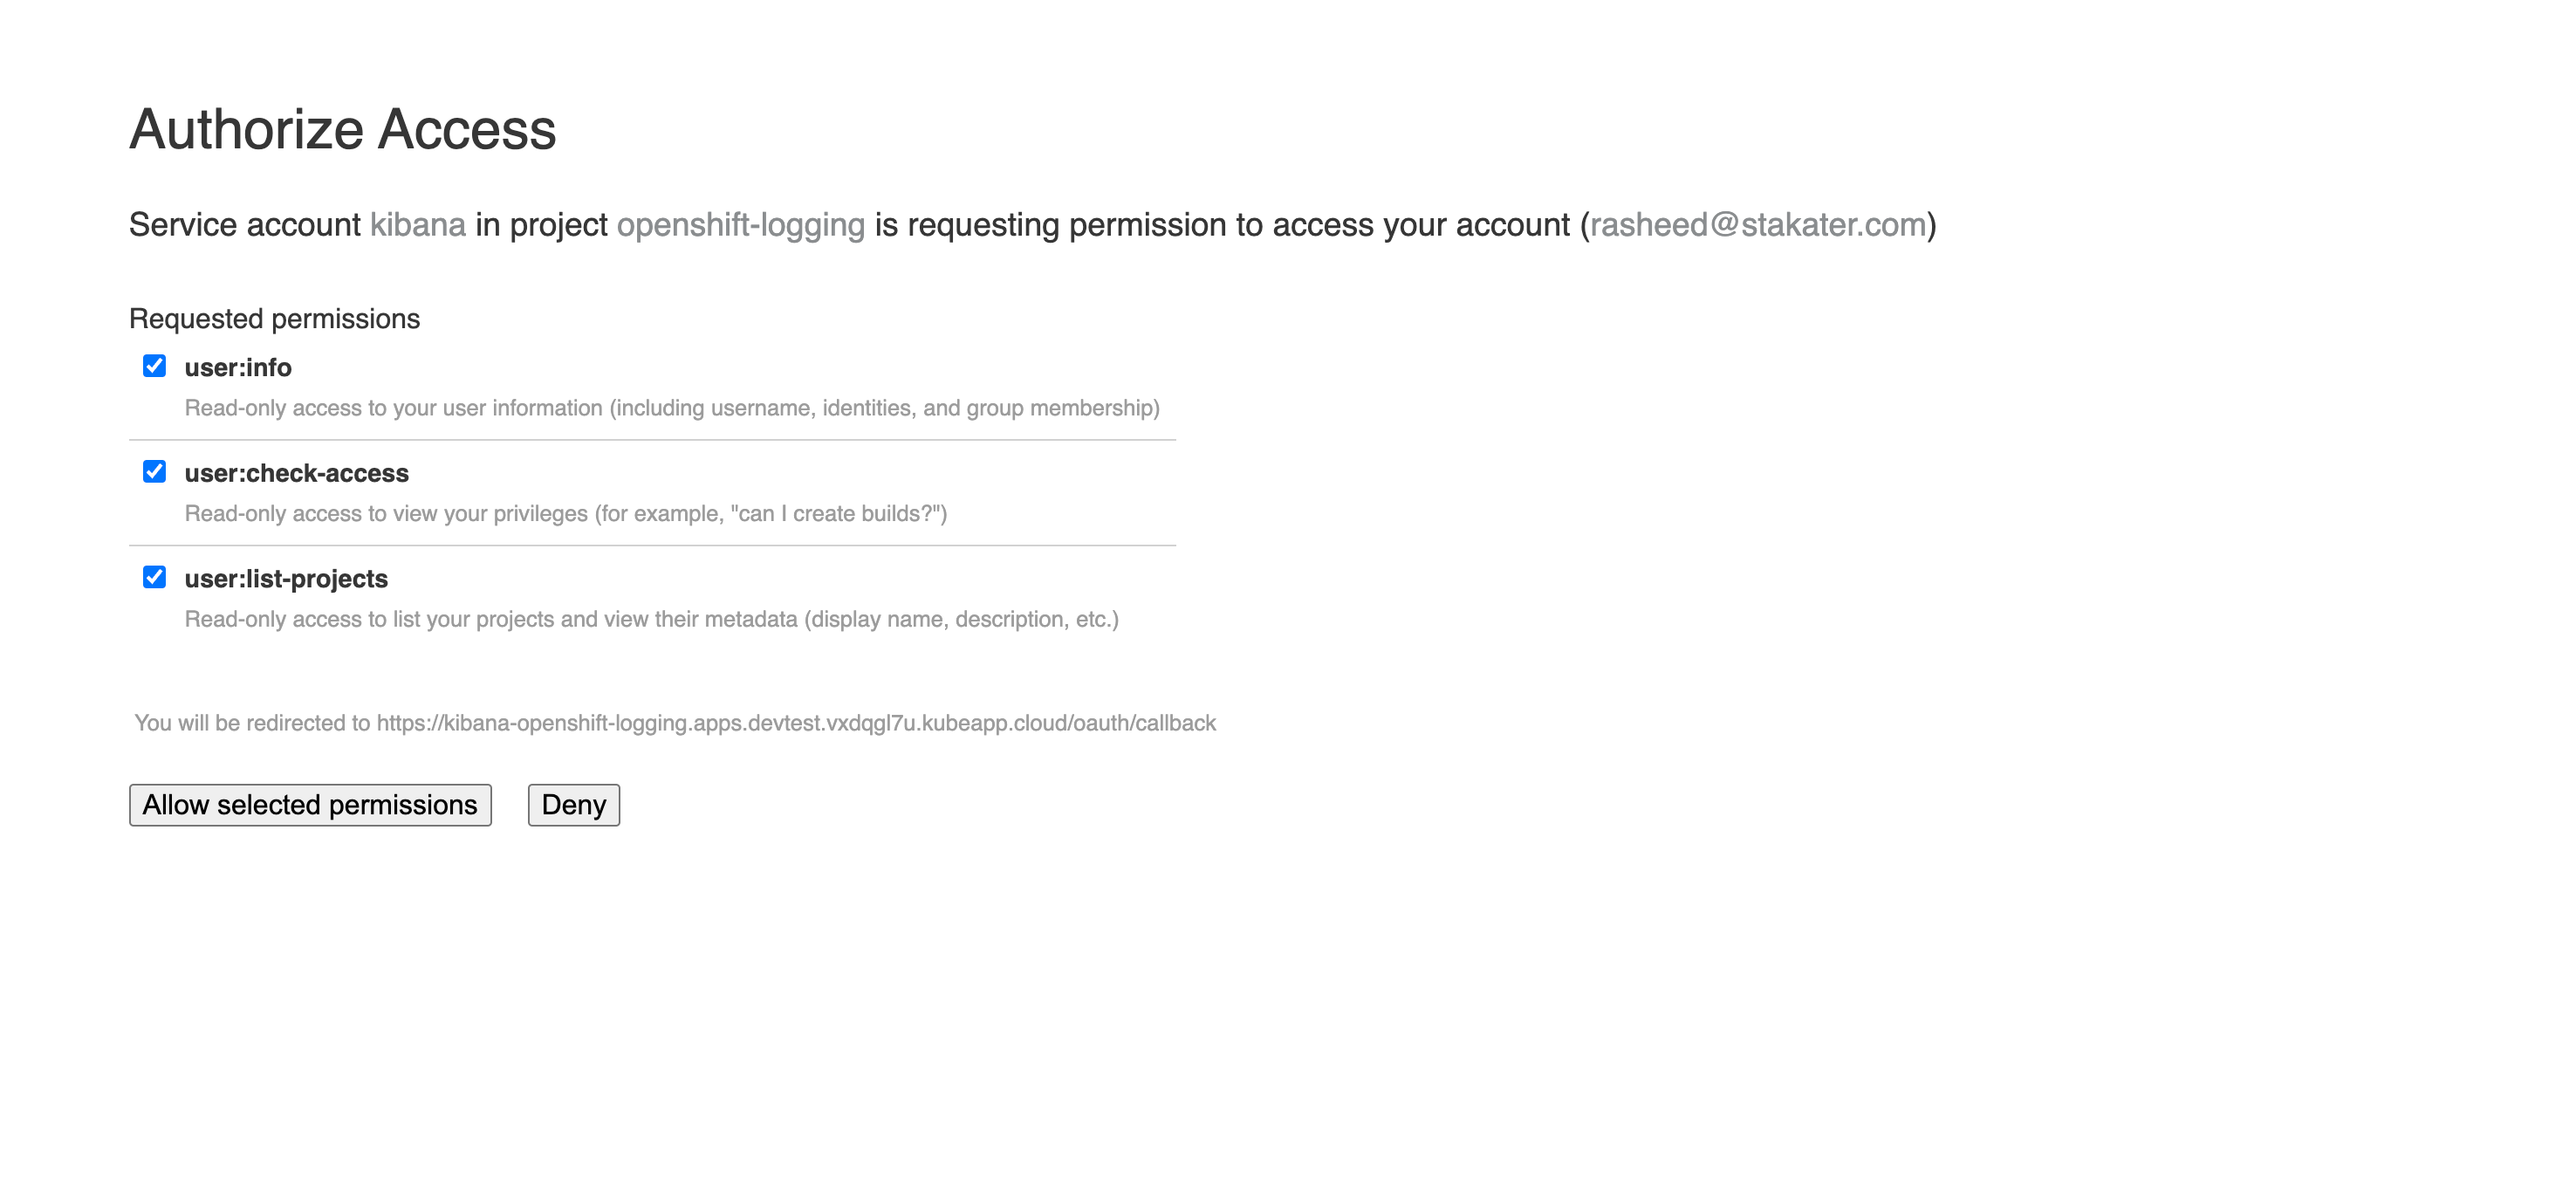 Authorize Access
Service account kibana in project openshift-logging is requesting permission to access your account (rasheed@stakater.com)
Requested permissions
user:info
Read-only access to your user information (including username, identities, and group membership)
user:check-access
Read-only access to view your privileges (for example, "can I create builds?")
user:list-projects
Read-only access to list your projects and view their metadata (display name, description, etc.)
You will be redirected to https://kibana-openshift-logging.apps.devtest.vxdqgl7u.kubeapp.cloud/oauth/callback
Allow selected permissions Deny